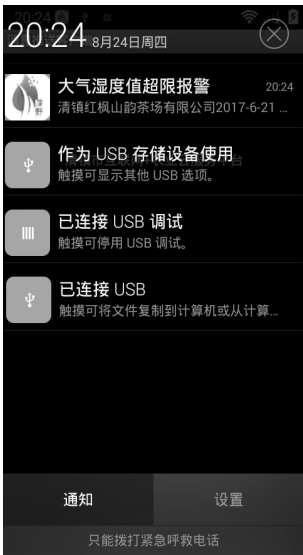 20:24 8月24日周四
大气湿度值超限报警 20:24
清镇红枫山韵茶场有限公司2017-6-21 ...
作为 USB 存储设备使用
触摸可显示其他 USB 选项。
已连接 USB 调试
触摸可停用 USB 调试。
已连接 USB
触摸可将文件复制到计算机或从计算...
通知 设置
只能拨打紧急呼救电话